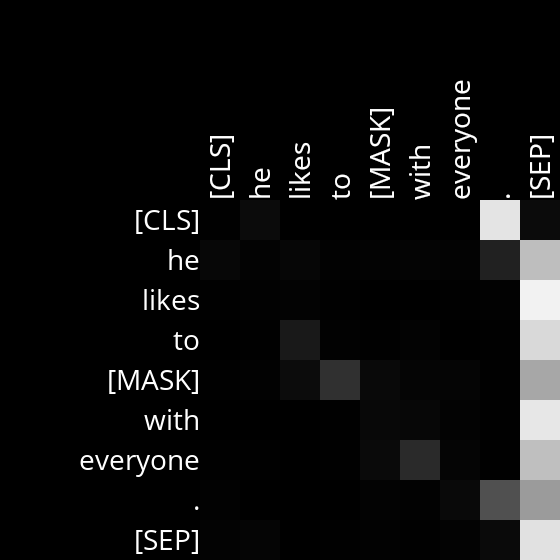 [CLS]
he
likes
to
[MASK]
with
everyone
.
[SEP]
[CLS]
he
likes
to
[MASK]
with
everyone
.
[SEP]